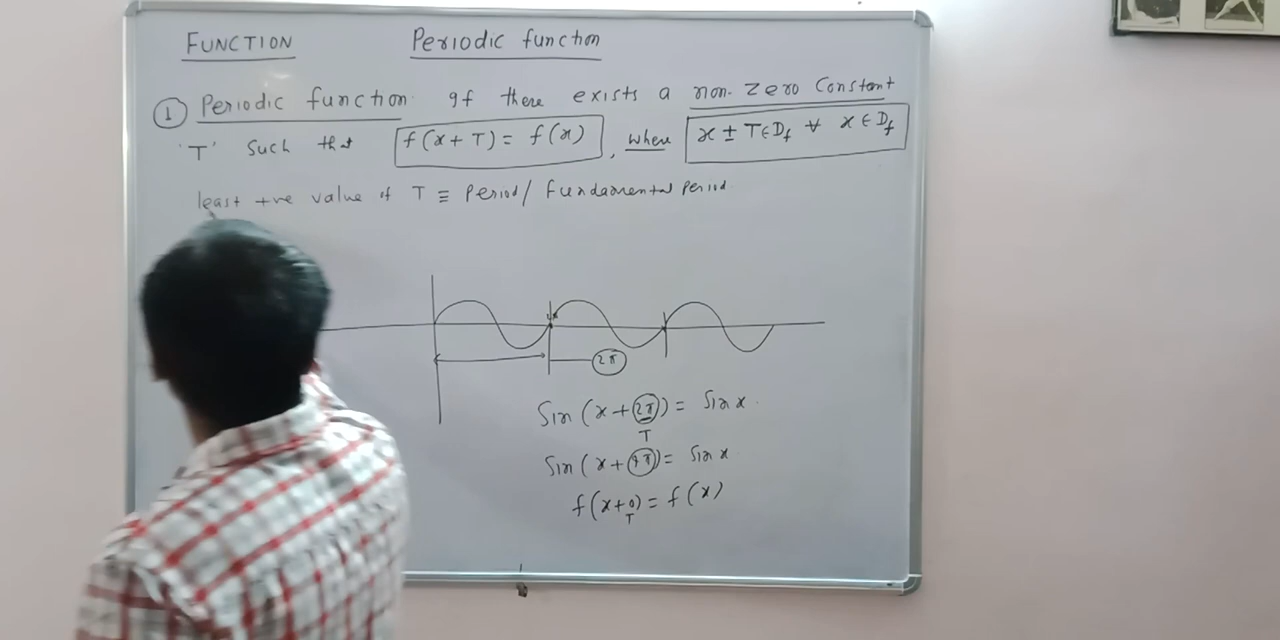 FUNCTION Periodic function
① Periodic function. If there exists a non-zero constant
'T' such that f(x+T) = f(x), where x ± T ∈ Df ∀ x ∈ Df
least +ve value of T ≡ Period/Fundamental Period.
2π
Sin(x+2π) = Sin x.
T
Sin(x+4π) = Sin x.
f(x+0) = f(x)
T